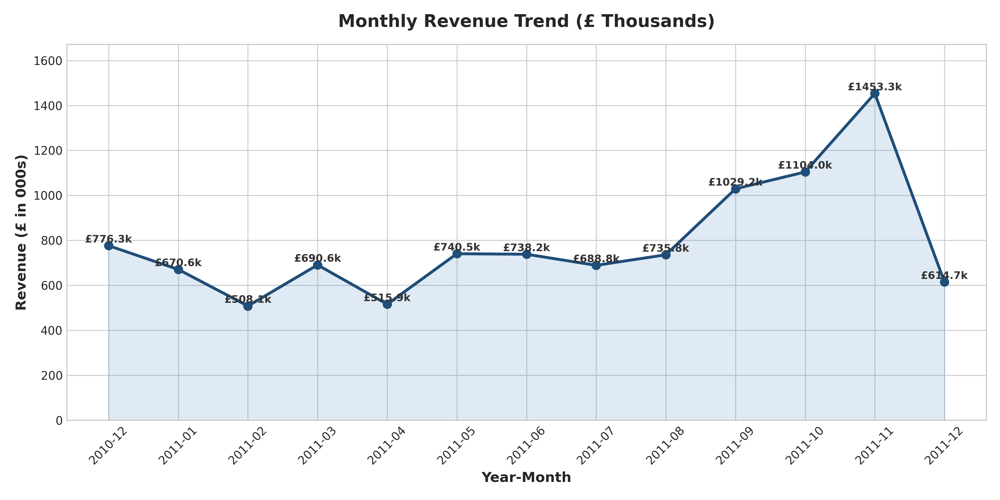 Monthly Revenue Trend (£ Thousands)
Revenue (£ in 000s)
1600
1400
1200
1000
800
600
400
200
0
£776.3k
£670.6k
£508.1k
£690.6k
£515.9k
£740.5k
£738.2k
£688.8k
£735.8k
£1029.2k
£1104.0k
£1453.3k
£614.7k
2010-12
2011-01
2011-02
2011-03
2011-04
2011-05
2011-06
2011-07
2011-08
2011-09
2011-10
2011-11
2011-12
Year-Month